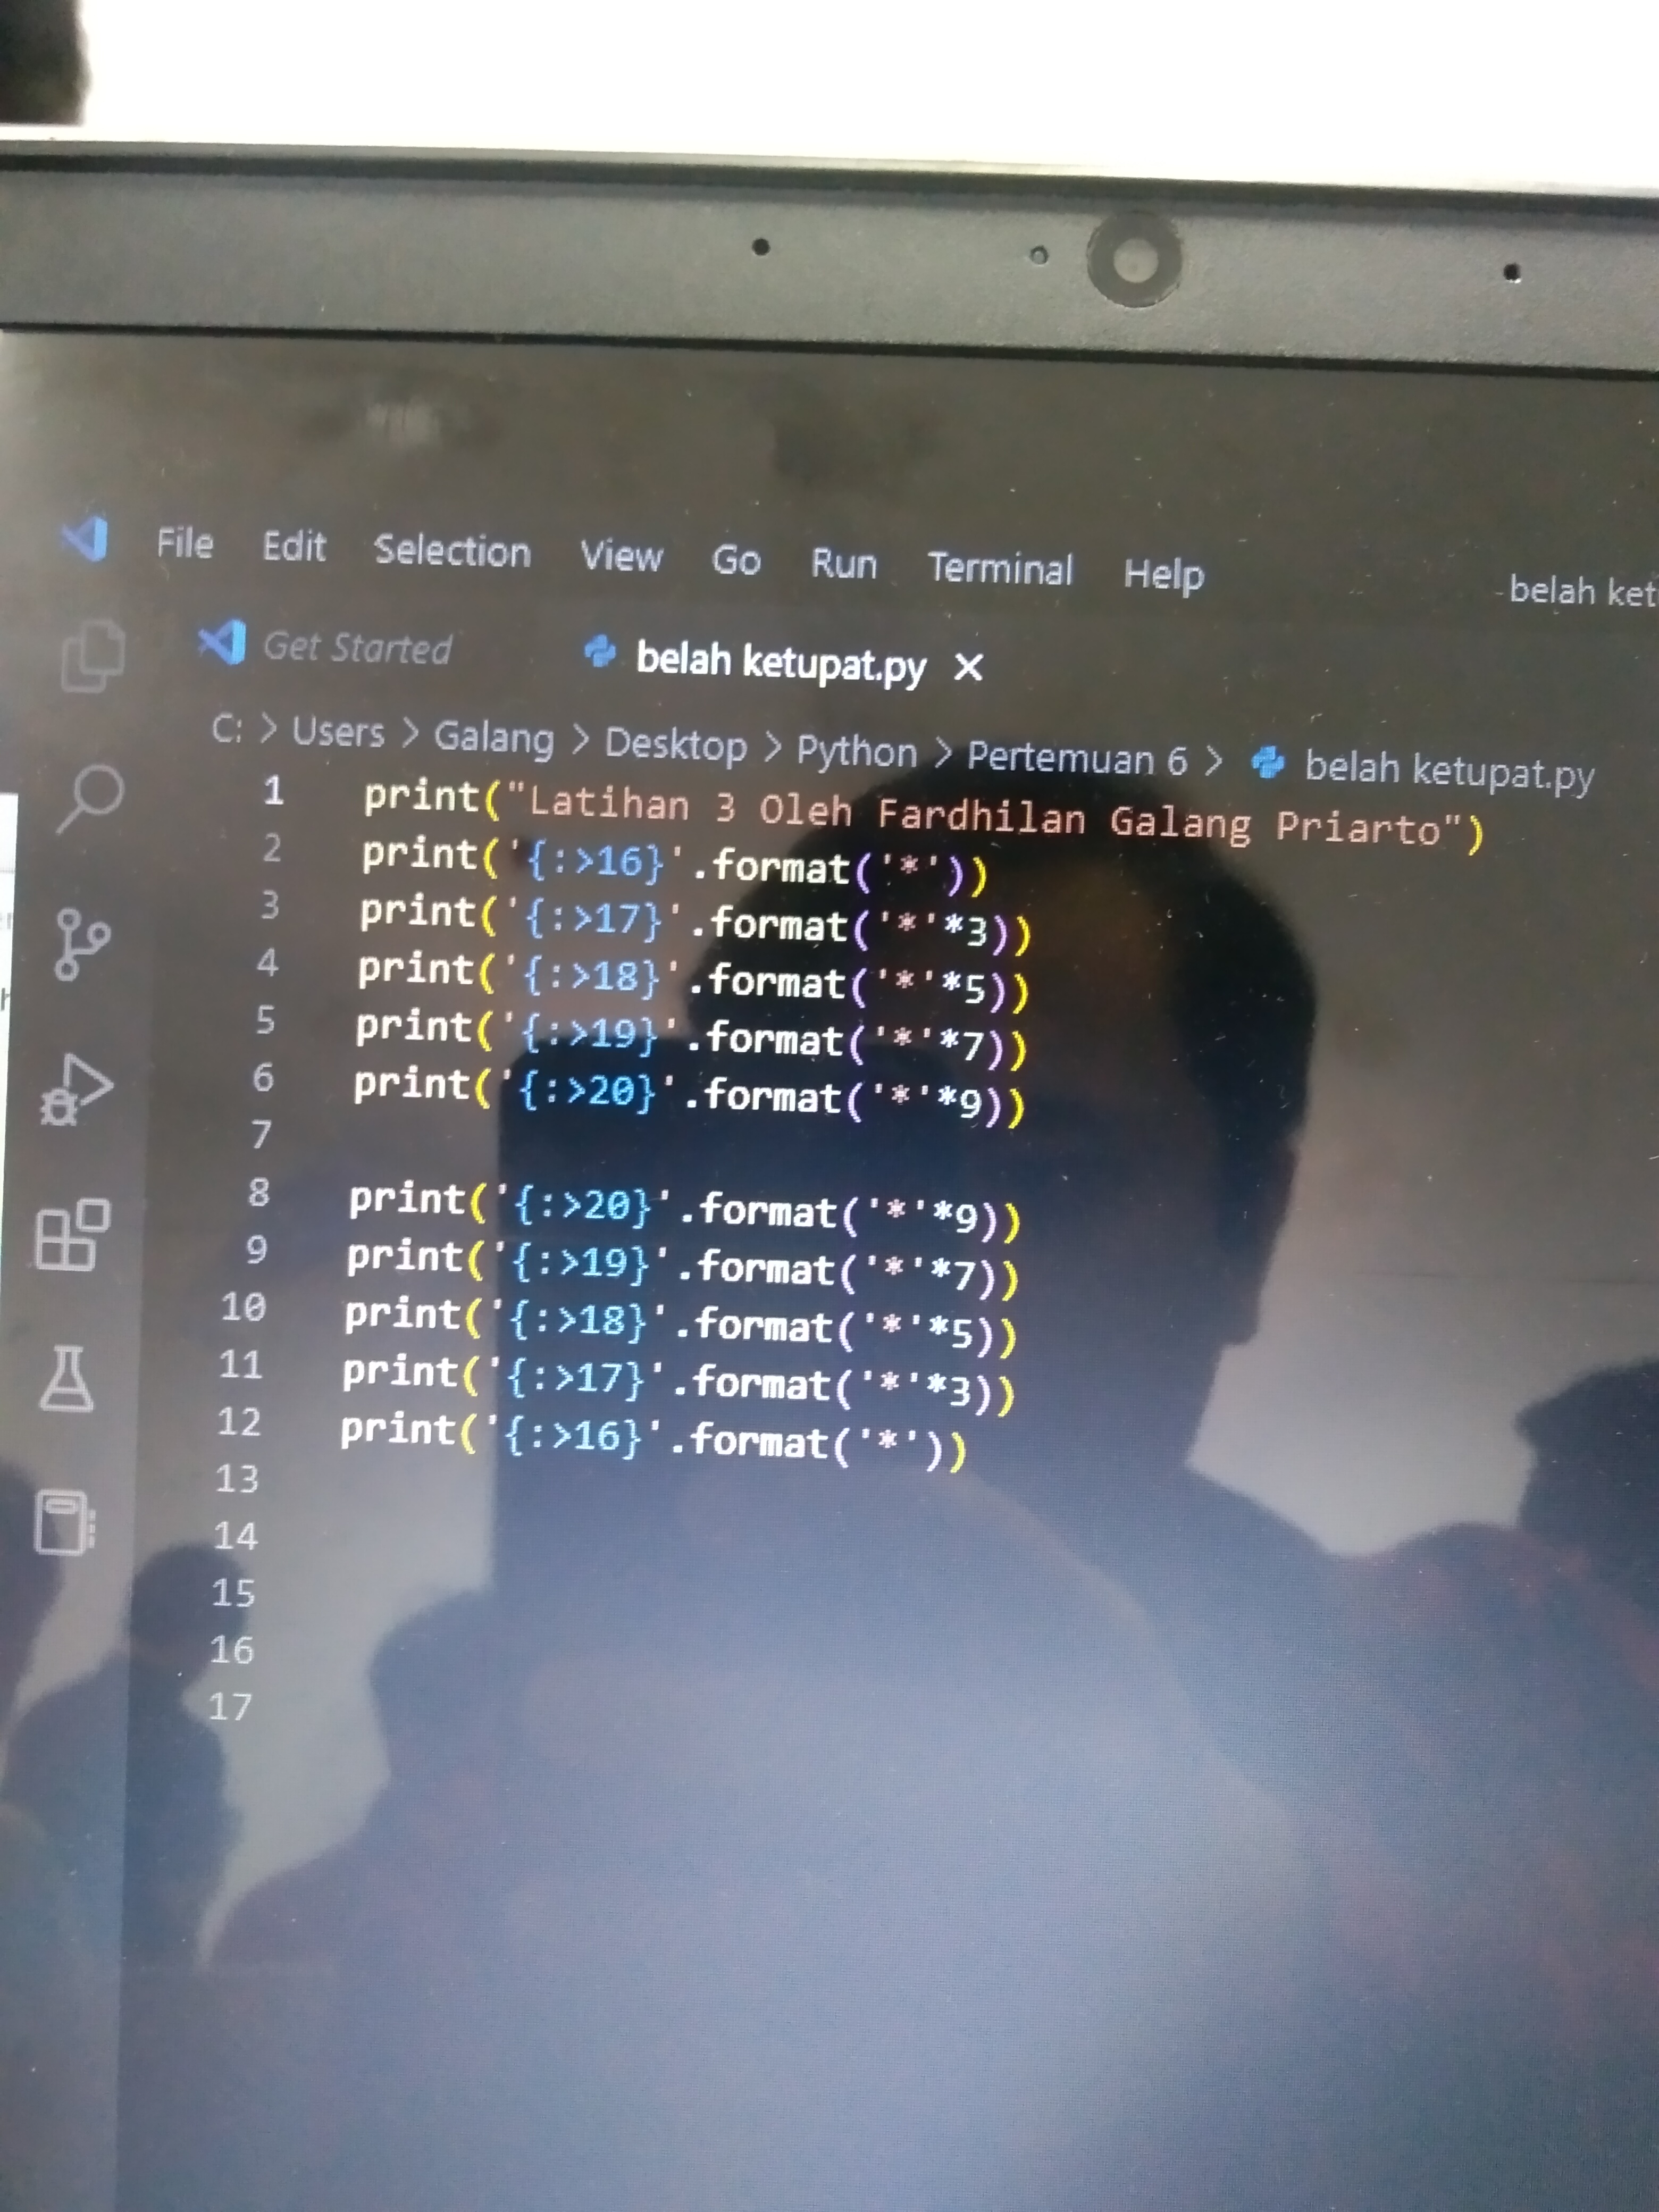 File Edit Selection View Go Run Terminal Help belah ket
Get Started belah ketupat.py
C: > Users > Galang > Desktop > Python > Pertemuan 6 > belah ketupat.py
1 print("Latihan 3 Oleh Fardhilan Galang Priarto")
2 print('{:>16}'.format('*'))
3 print('{:>17}'.format('*'*3))
4 print('{:>18}'.format('*'*5))
5 print('{:>19}'.format('*'*7))
6 print('{:>20}'.format('*'*9))
7
8 print('{:>20}'.format('*'*9))
9 print('{:>19}'.format('*'*7))
10 print('{:>18}'.format('*'*5))
11 print('{:>17}'.format('*'*3))
12 print('{:>16}'.format('*'))
13
14
15
16
17